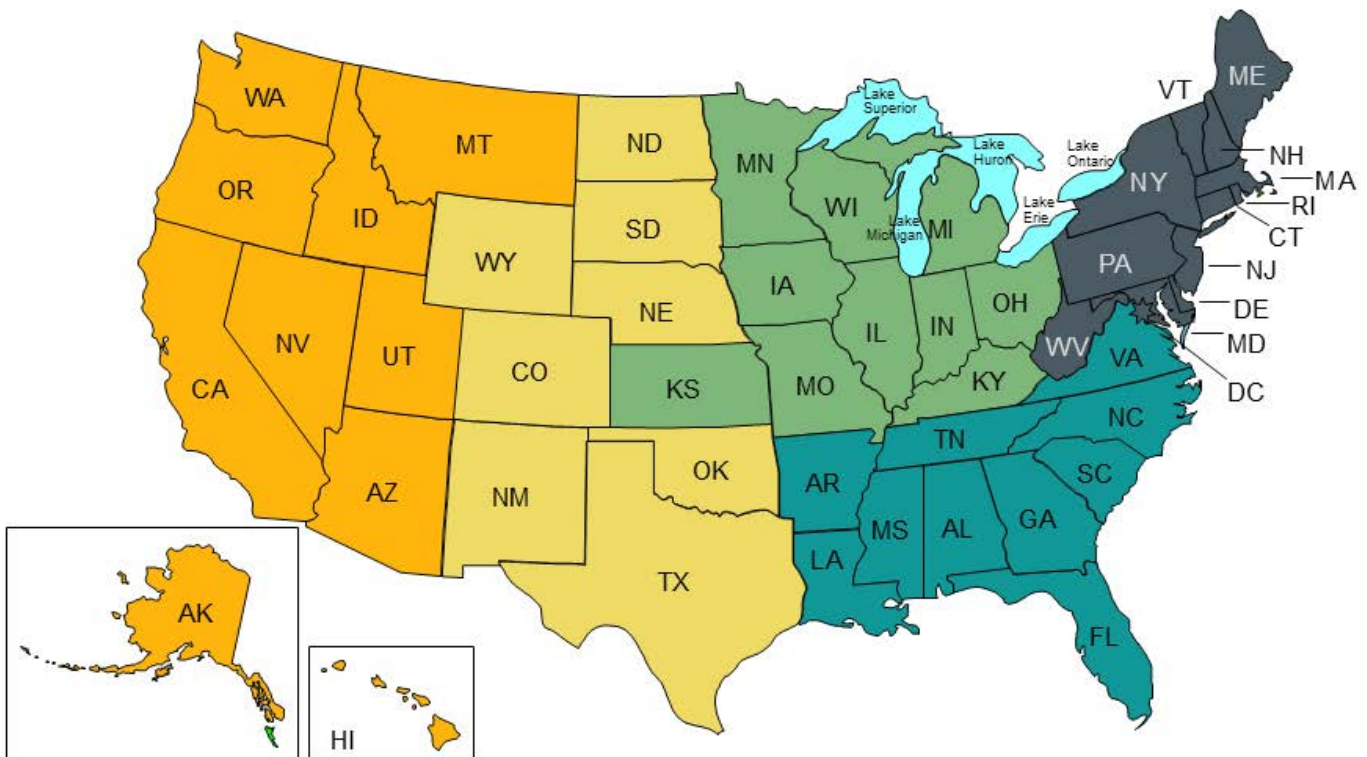 WA
MT
ND
MN
Lake
Superior
VT
ME
OR
ID
SD
WI
Lake
Huron
Lake
Ontario
NH
NY
MA
WY
Lake
Michigan
MI
Lake
Erie
RI
CT
NE
IA
PA
NJ
NV
UT
CO
IL
IN
OH
DE
CA
KS
MO
WV
VA
MD
KY
DC
AZ
NM
OK
AR
TN
NC
SC
MS
AL
GA
TX
LA
AK
FL
HI